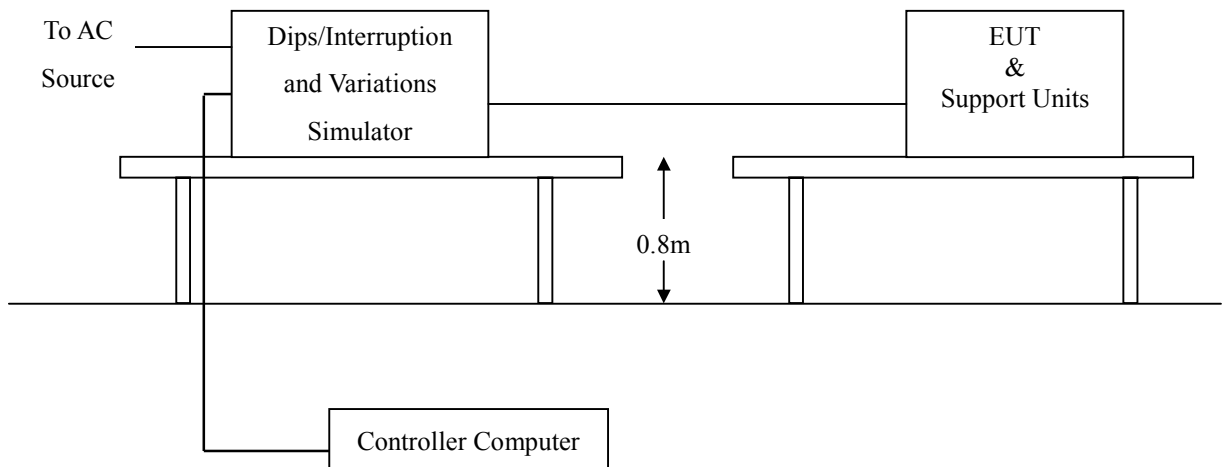 To AC
Source
Dips/Interruption
and Variations
Simulator
EUT
&
Support Units
0.8m
Controller Computer